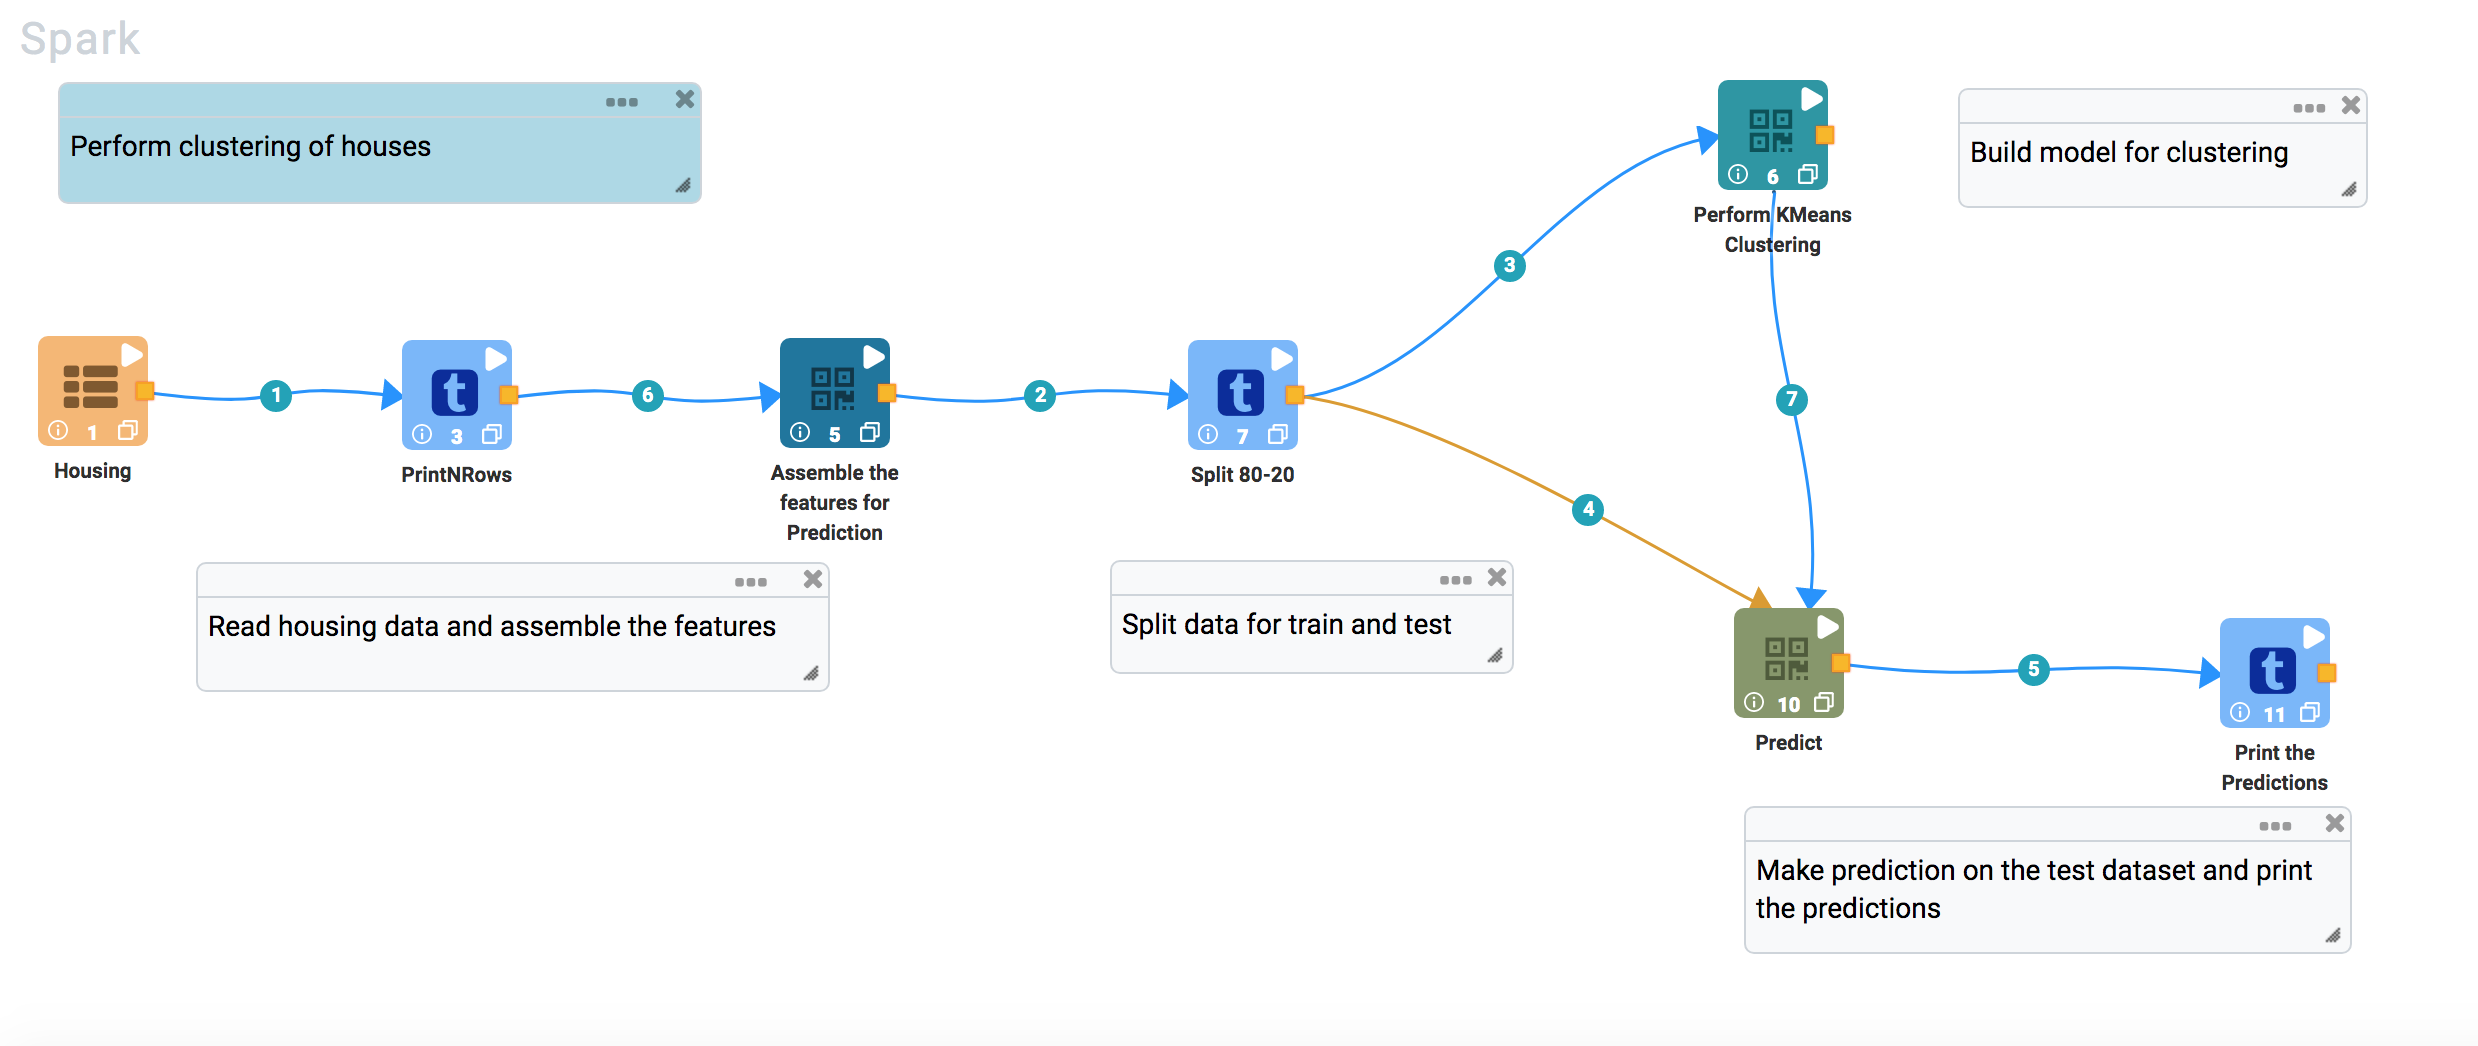 Spark
Perform clustering of houses
6
Perform KMeans
Clustering
Build model for clustering
3
1
Housing
1
t
3
PrintNRows
6
5
Assemble the
features for
Prediction
2
t
7
Split 80-20
7
4
Read housing data and assemble the features
Split data for train and test
10
Predict
5
t
11
Print the
Predictions
Make prediction on the test dataset and print
the predictions